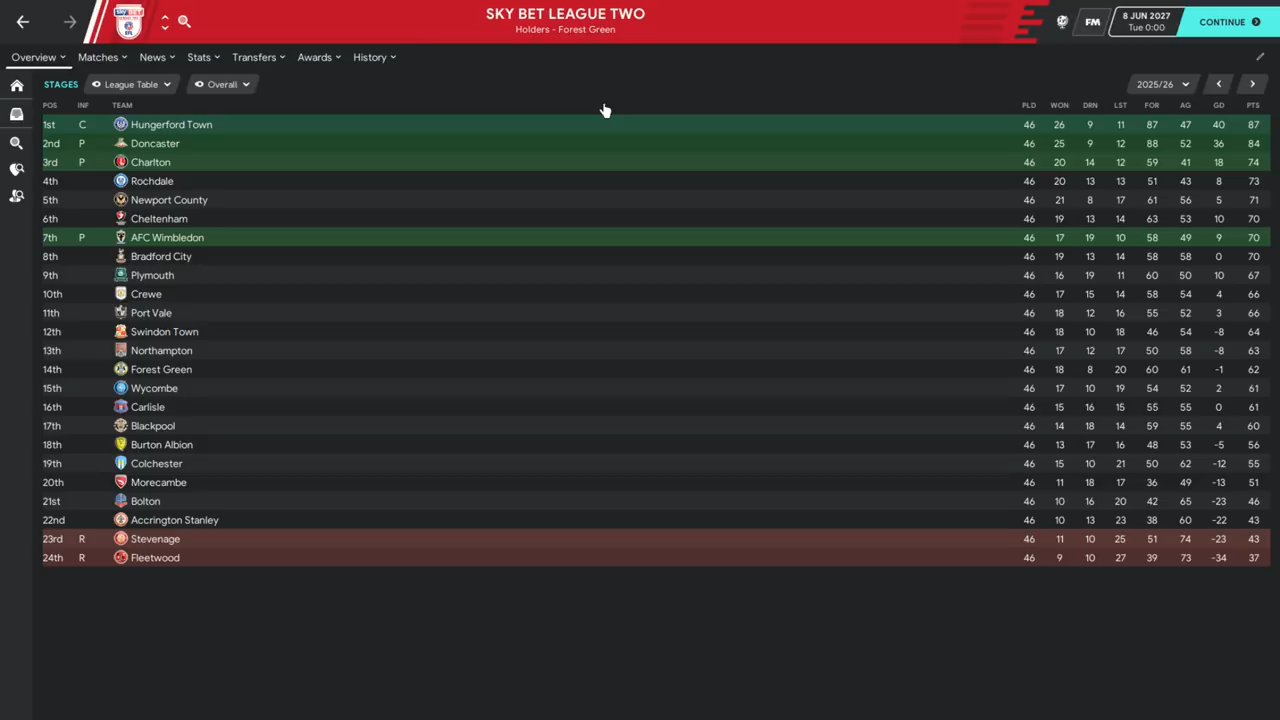 SKY BET LEAGUE TWO
Holders - Forest Green
8 JUN 2027
Tue 0:00
FM
CONTINUE
SKY BET
EFL
Overview Matches News Stats Transfers Awards History
STAGES League Table Overall 2025/26
POS INF TEAM PLD WON DRN LST FOR AG GD PTS
1st C Hungerford Town 46 26 9 11 87 47 40 87
2nd P Doncaster 46 25 9 12 88 52 36 84
3rd P Charlton 46 20 14 12 59 41 18 74
4th Rochdale 46 20 13 13 51 43 8 73
5th Newport County 46 21 8 17 61 56 5 71
6th Cheltenham 46 19 13 14 63 53 10 70
7th P AFC Wimbledon 46 17 19 10 58 49 9 70
8th Bradford City 46 19 13 14 58 58 0 70
9th Plymouth 46 16 19 11 60 50 10 67
10th Crewe 46 17 15 14 58 54 4 66
11th Port Vale 46 18 12 16 55 52 3 66
12th Swindon Town 46 18 10 18 46 54 -8 64
13th Northampton 46 17 12 17 50 58 -8 63
14th Forest Green 46 18 8 20 60 61 -1 62
15th Wycombe 46 17 10 19 54 52 2 61
16th Carlisle 46 15 16 15 55 55 0 61
17th Blackpool 46 14 18 14 59 55 4 60
18th Burton Albion 46 13 17 16 48 53 -5 56
19th Colchester 46 15 10 21 50 62 -12 55
20th Morecambe 46 11 18 17 36 49 -13 51
21st Bolton 46 10 16 20 42 65 -23 46
22nd Accrington Stanley 46 10 13 23 38 60 -22 43
23rd R Stevenage 46 11 10 25 51 74 -23 43
24th R Fleetwood 46 9 10 27 39 73 -34 37